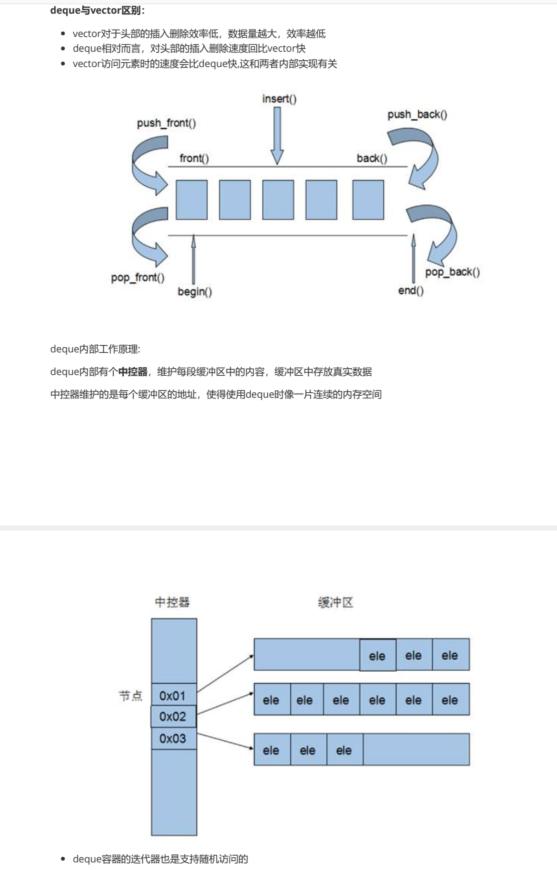 deque与vector区别：
vector对于头部的插入删除效率低，数据量越大，效率越低
deque相对而言，对头部的插入删除速度回比vector快
vector访问元素时的速度会比deque快,这和两者内部实现有关
insert()
push_front()
push_back()
front()
back()
pop_front()
pop_back()
begin()
end()
deque内部工作原理:
deque内部有个中控器，维护每段缓冲区中的内容，缓冲区中存放真实数据
中控器维护的是每个缓冲区的地址，使得使用deque时像一片连续的内存空间
中控器
缓冲区
ele ele ele
节点 0x01
ele ele ele ele ele ele
0x02
0x03
ele ele ele
deque容器的迭代器也是支持随机访问的